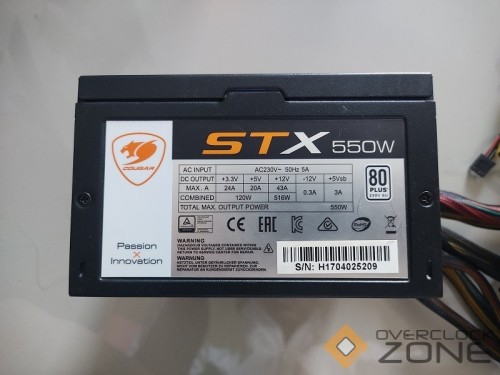 COUGAR
STX 550W
AC INPUT AC230V~ 50Hz 5A
DC OUTPUT +3.3V +5V +12V -12V +5Vsb
MAX. A 24A 20A 43A 0.3A 3A
COMBINED 120W 516W
TOTAL MAX. OUTPUT POWER 550W
80
PLUS
Passion
×
Innovation
WARNING
HAZARDOUS
S/N: H1704025209
OVERCLOCK
ZONE